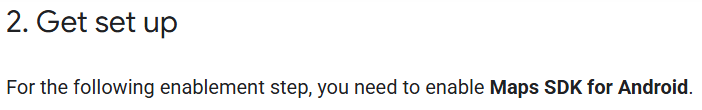 2. Get set up
For the following enablement step, you need to enable Maps SDK for Android.